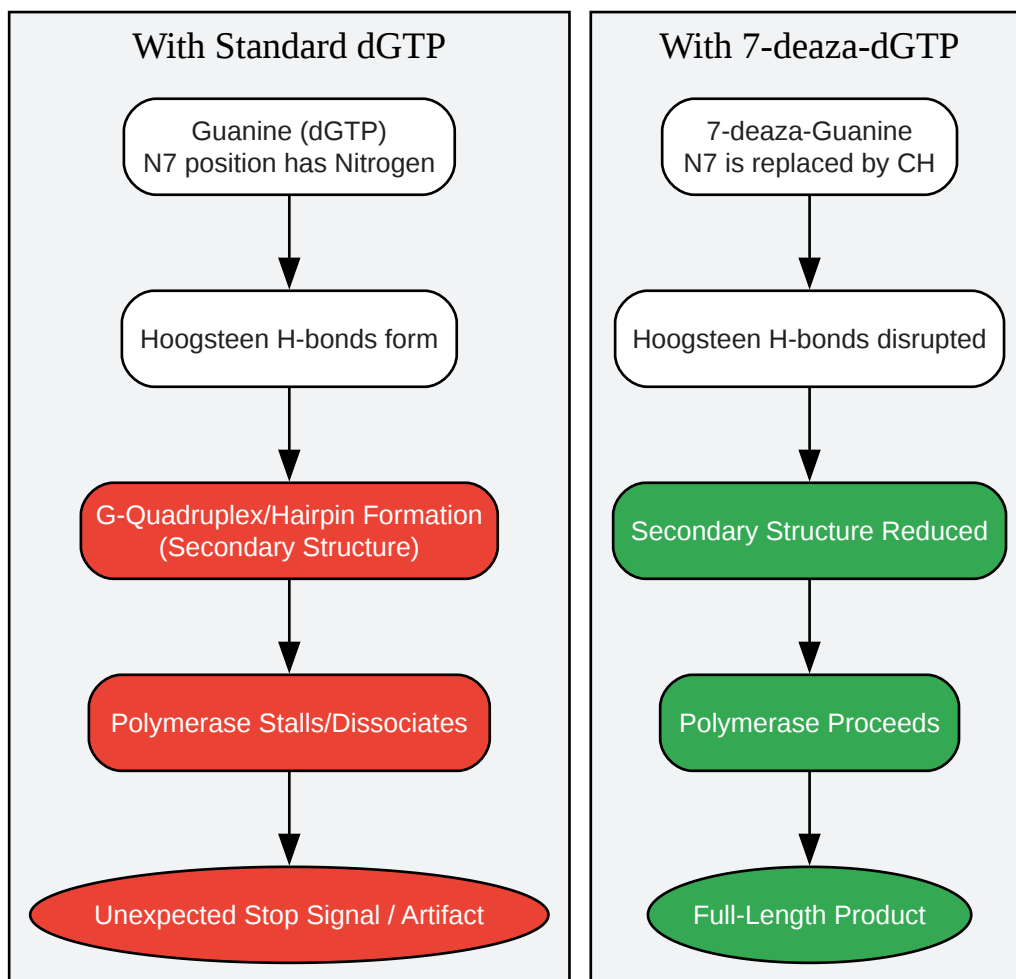 With Standard dGTP
Guanine (dGTP)
N7 position has Nitrogen
Hoogsteen H-bonds form
G-Quadruplex/Hairpin Formation
(Secondary Structure)
Polymerase Stalls/Dissociates
Unexpected Stop Signal / Artifact
With 7-deaza-dGTP
7-deaza-Guanine
N7 is replaced by CH
Hoogsteen H-bonds disrupted
Secondary Structure Reduced
Polymerase Proceeds
Full-Length Product